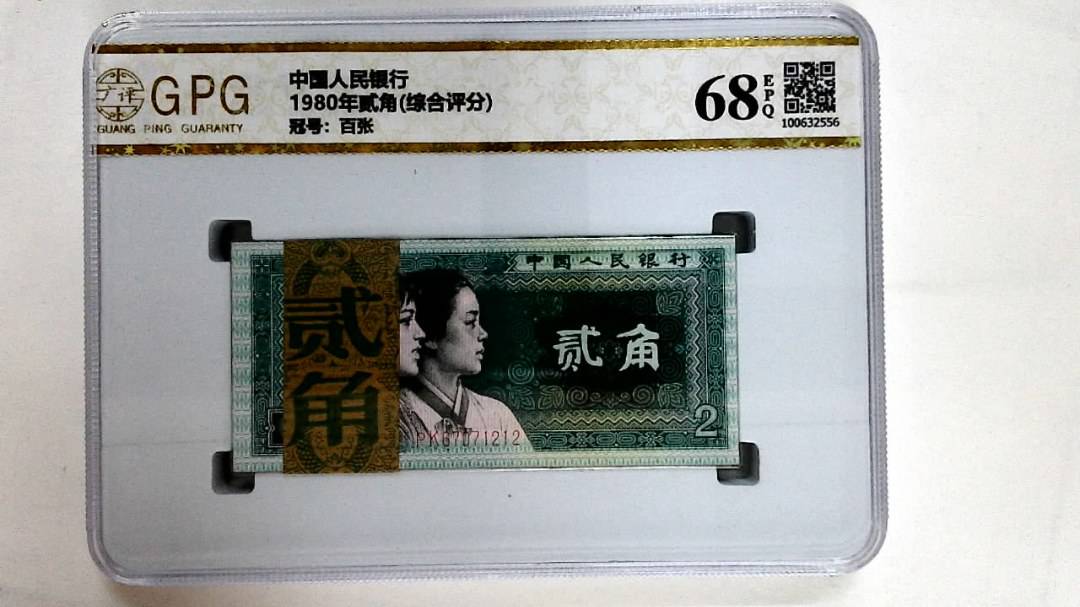 GPG
GUANG PING GUARANTY
中国人民银行
1980年贰角(综合评分)
冠号：百张
68
EPQ
100632556
中国人民银行
贰角
贰角
2